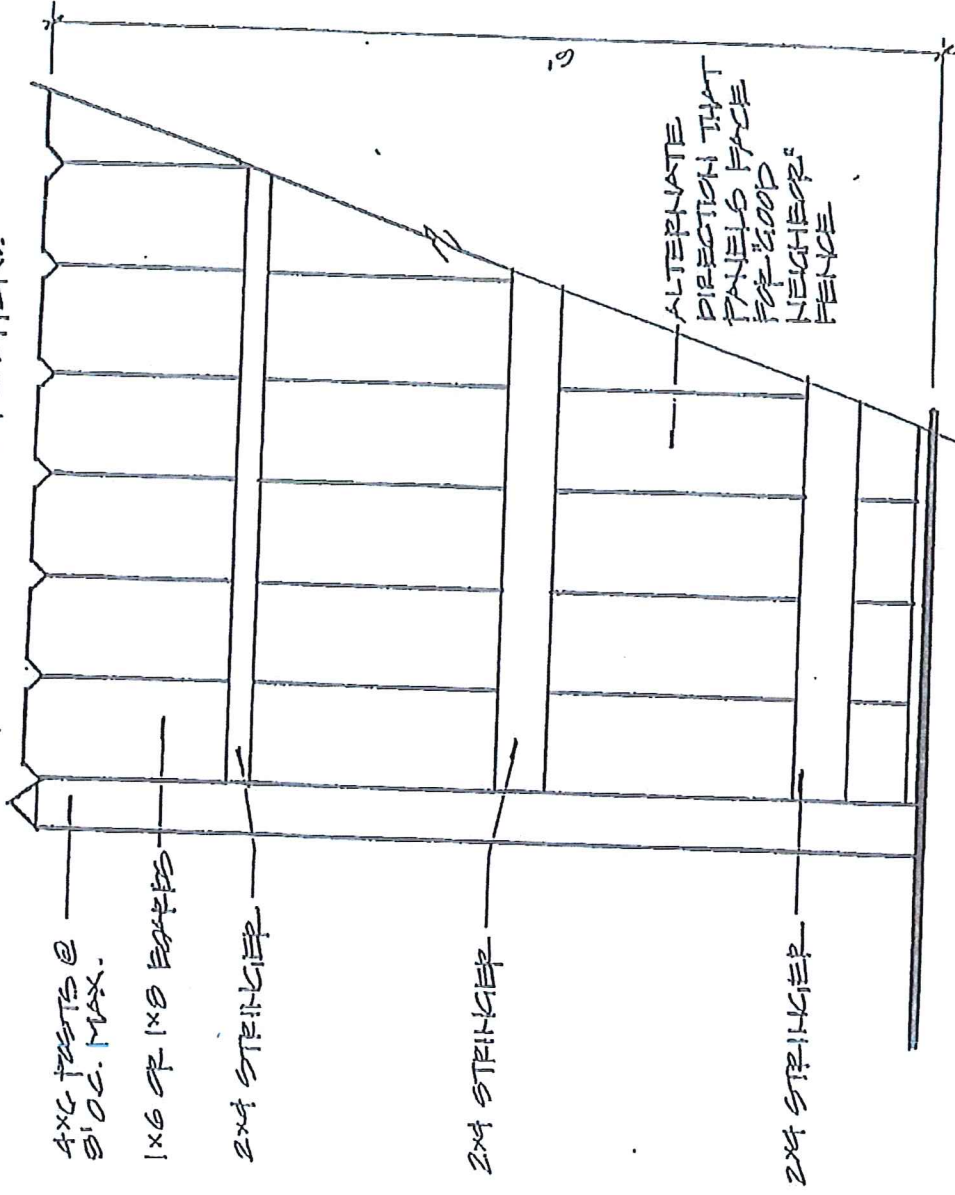 4x6 POSTS @
8' O.C. MAX.
1x6 OR 1x8 BOARDS
2x4 STRINGER
2x4 STRINGER
2x4 STRINGER
6'
ALTERNATE
DIRECTION THAT
PANELS FACE
FOR "GOOD
NEIGHBOR"
FENCE